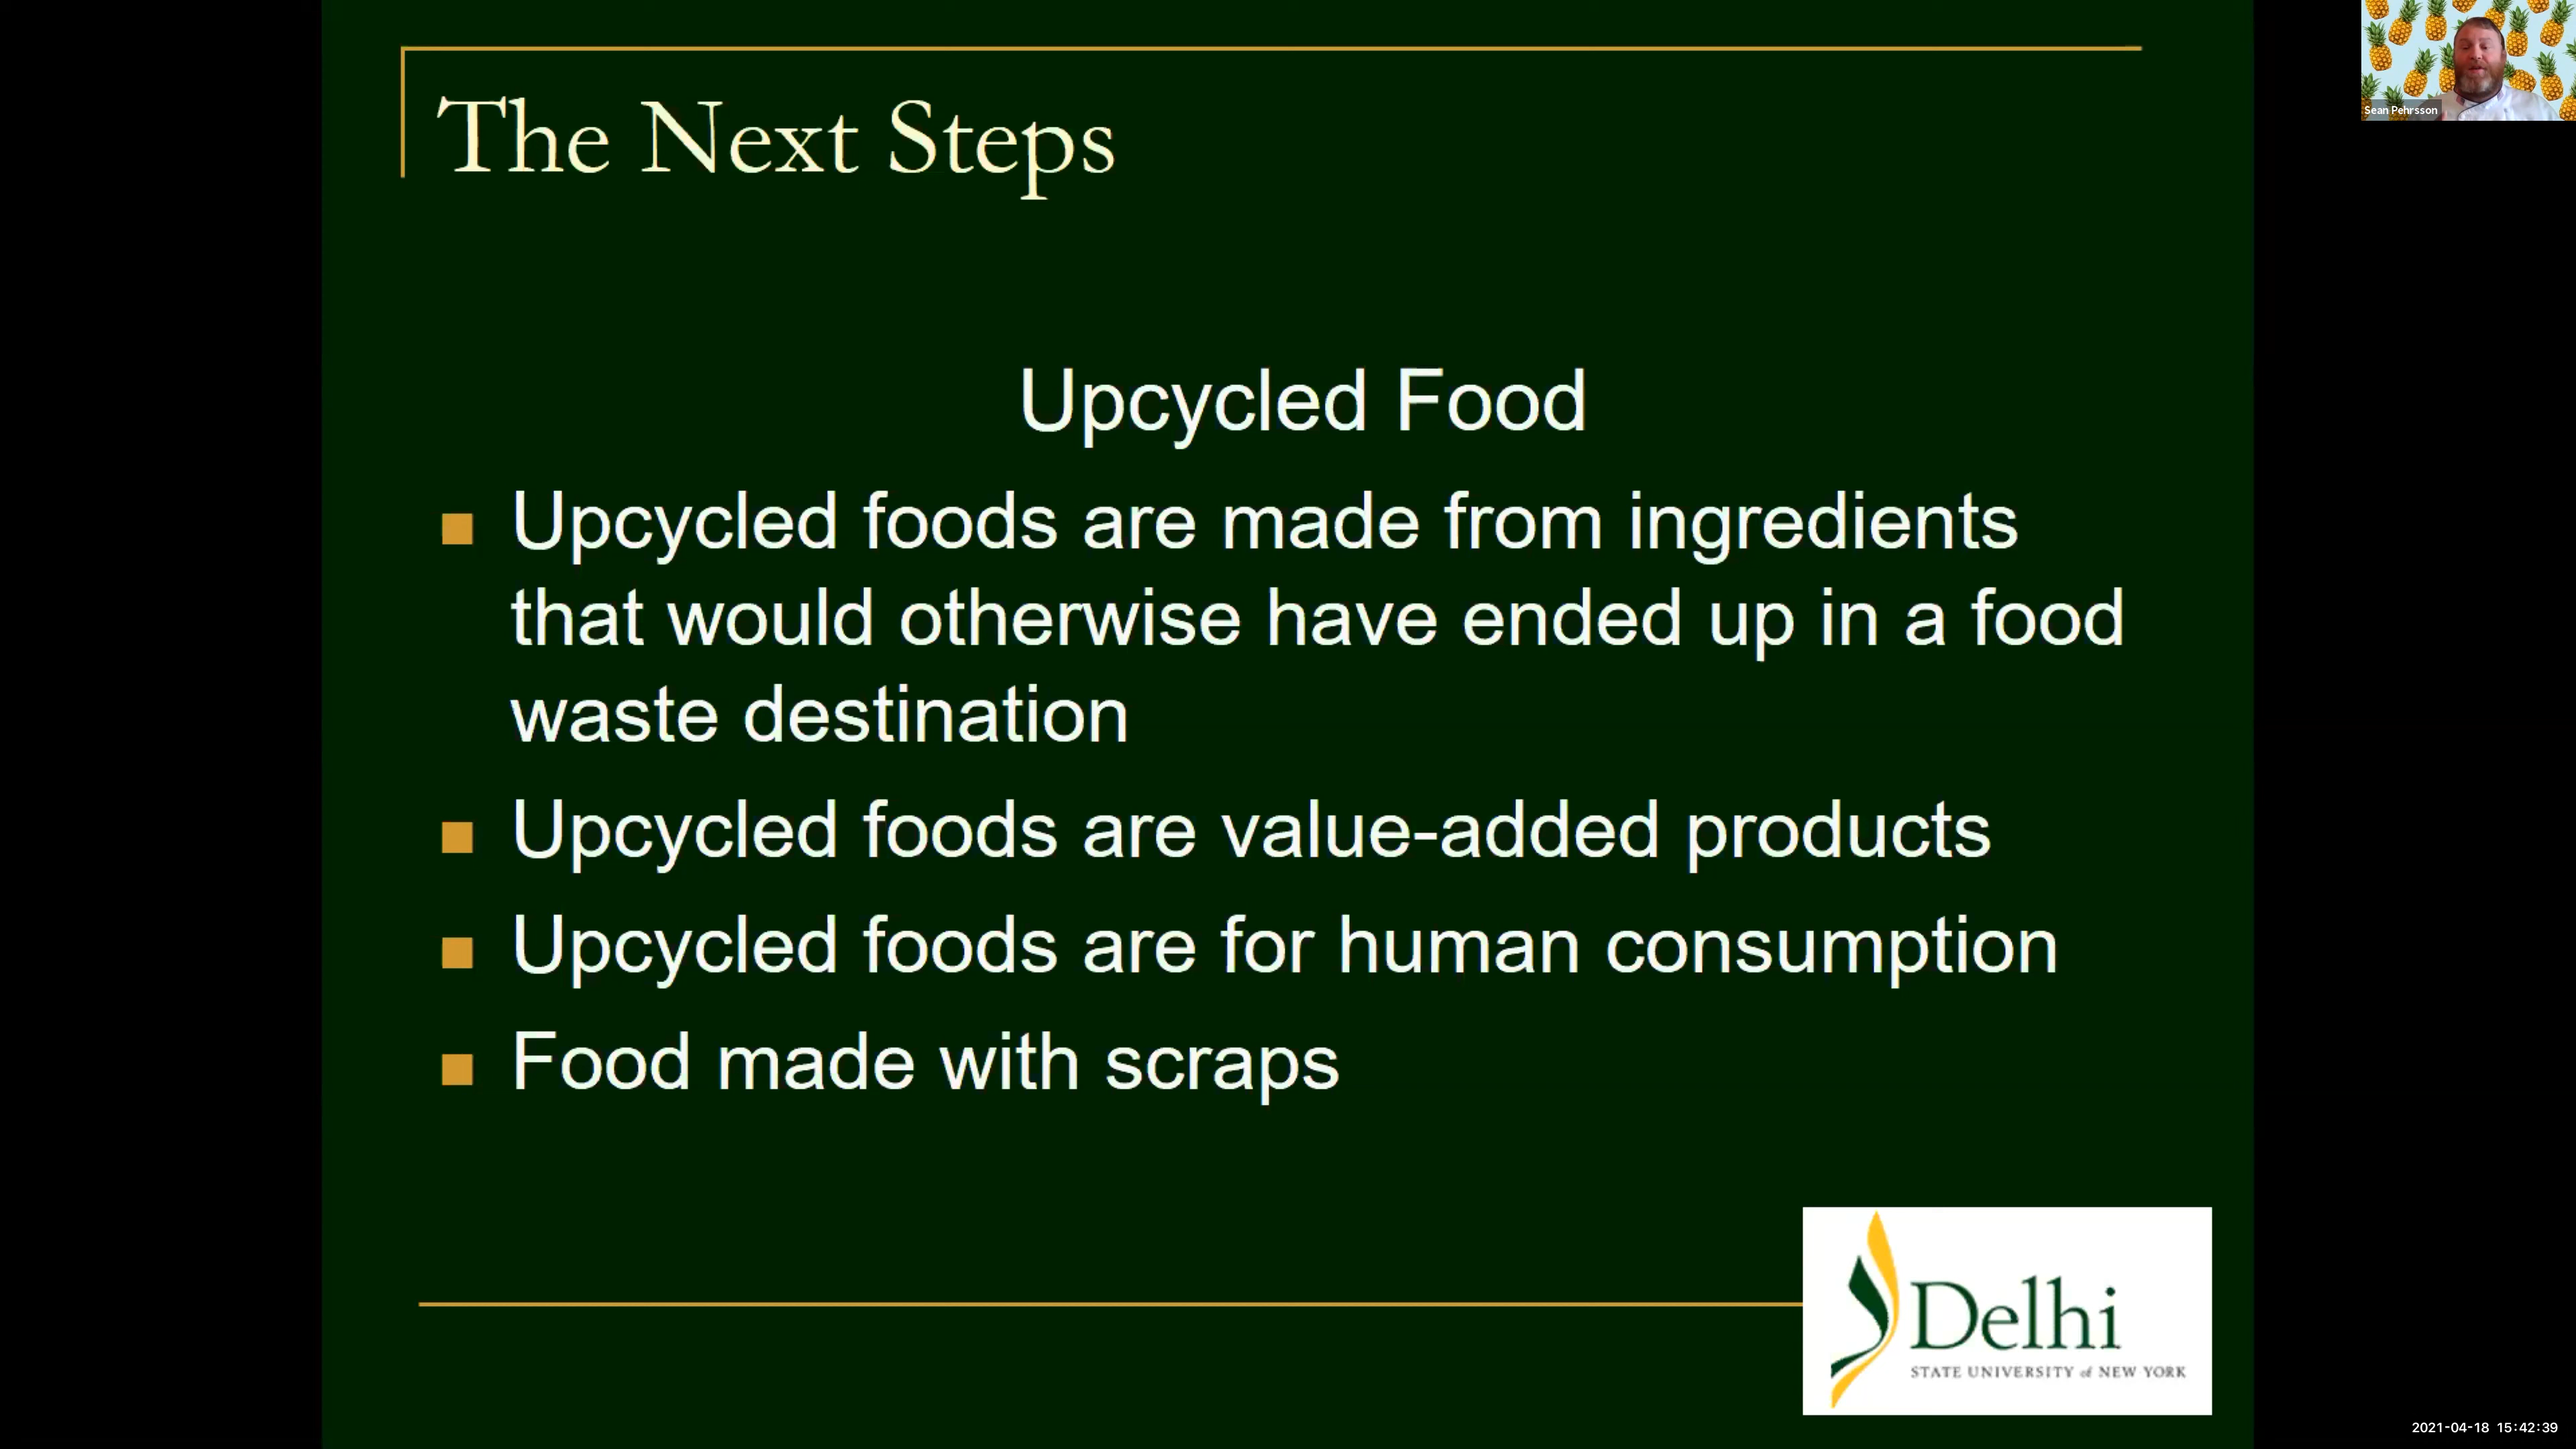 The Next Steps
Sean Pehrsson
Upcycled Food
Upcycled foods are made from ingredients
that would otherwise have ended up in a food
waste destination
Upcycled foods are value-added products
Upcycled foods are for human consumption
Food made with scraps
Delhi
STATE UNIVERSITY of NEW YORK
2021-04-18 15:42:39